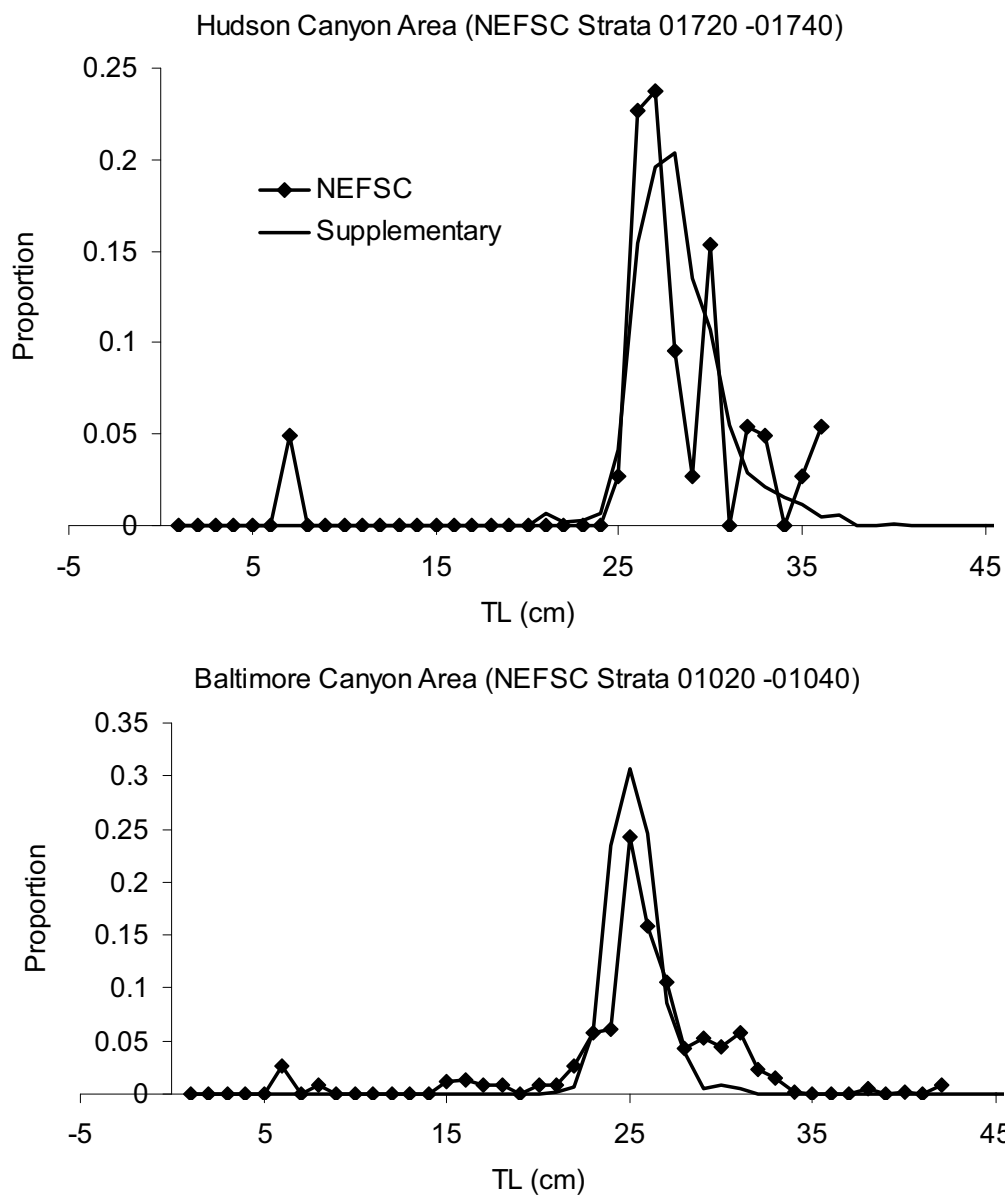 Hudson Canyon Area (NEFSC Strata 01720 -01740)
0.25
0.2
0.15
0.1
0.05
0
Proportion
NEFSC
Supplementary
-5 5 15 25 35 45
TL (cm)
Baltimore Canyon Area (NEFSC Strata 01020 -01040)
0.35
0.3
0.25
0.2
0.15
0.1
0.05
0
Proportion
-5 5 15 25 35 45
TL (cm)